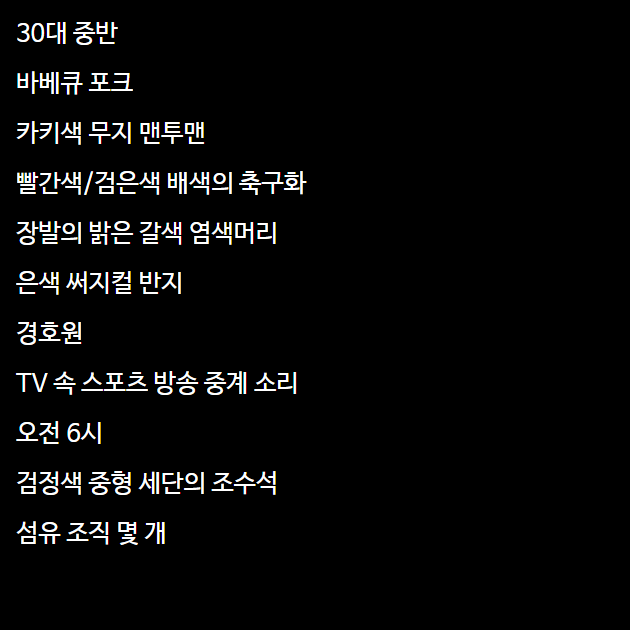 30대 중반
바베큐 포크
카키색 무지 맨투맨
빨간색/검은색 배색의 축구화
장발의 밝은 갈색 염색머리
은색 써지컬 반지
경호원
TV 속 스포츠 방송 중계 소리
오전 6시
검정색 중형 세단의 조수석
섬유 조직 몇 개